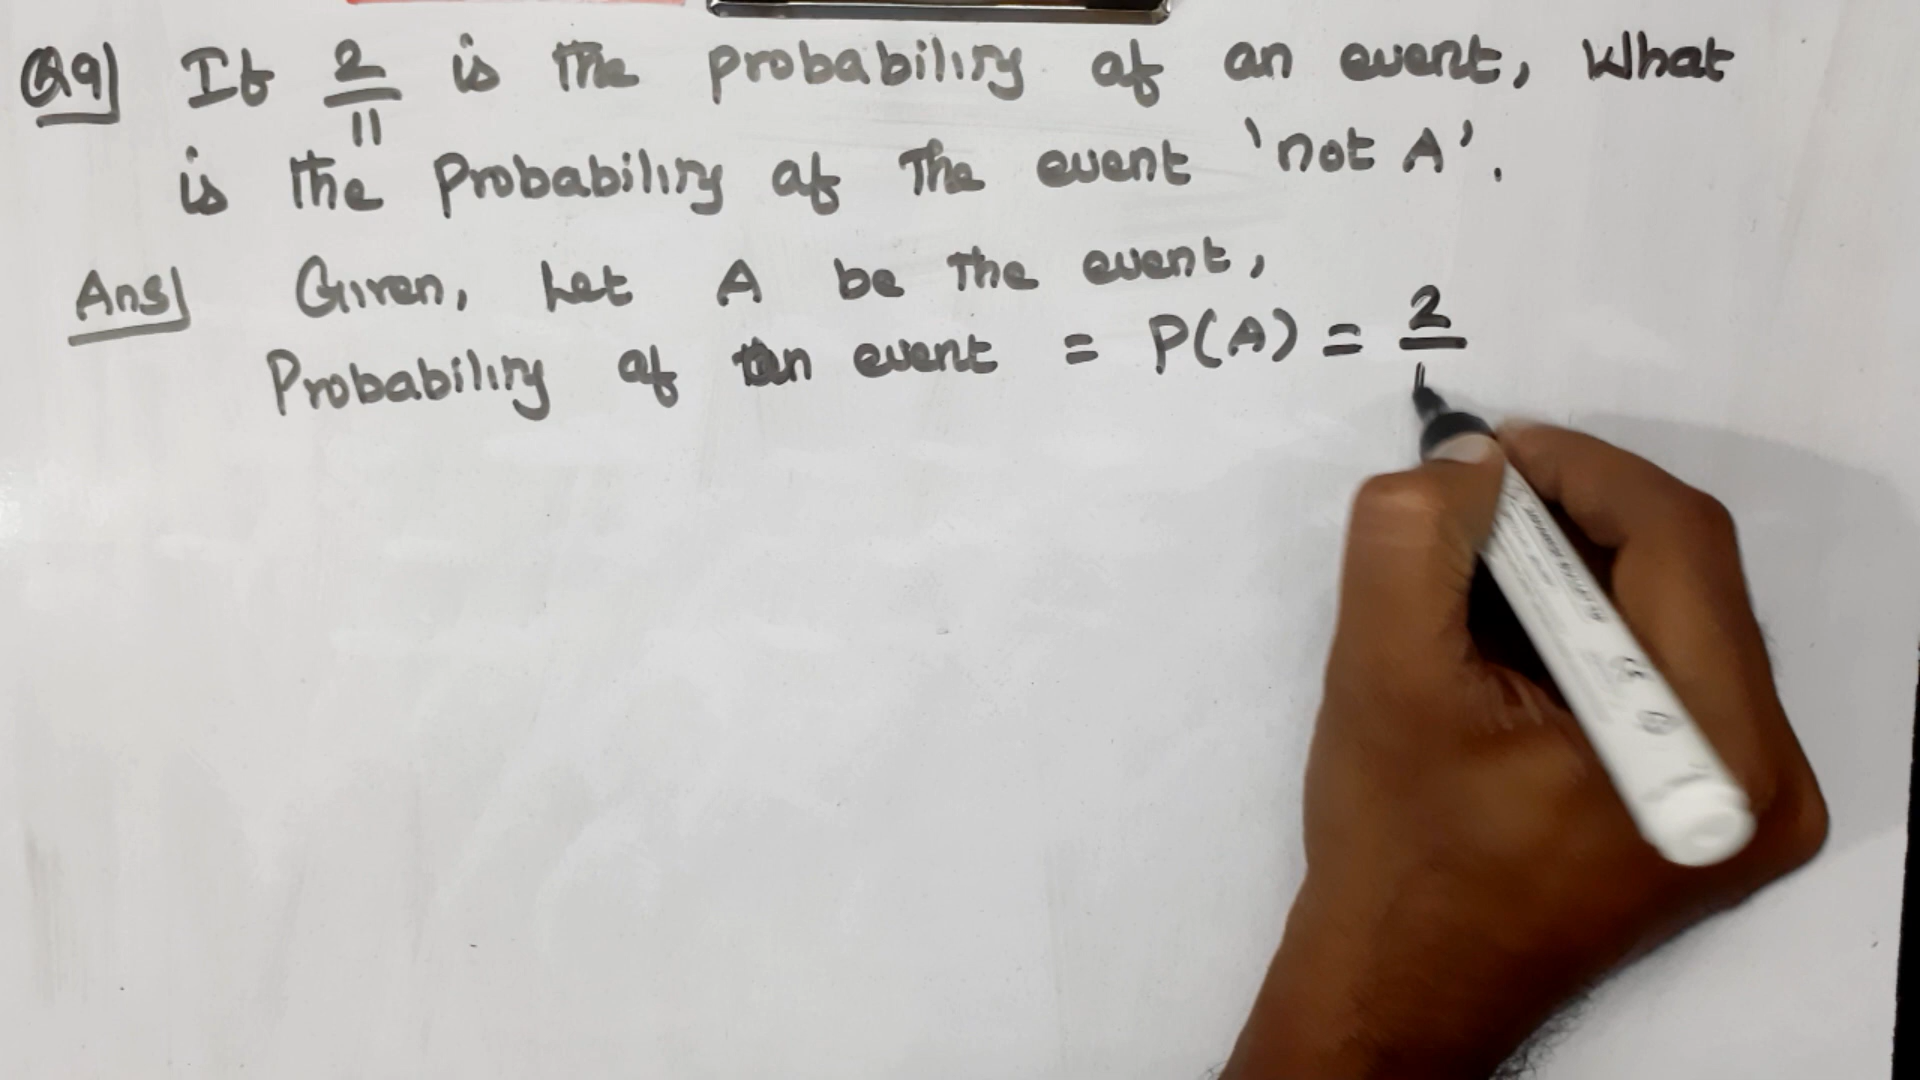 Q9) If 2/11 is the probability of an event, what
is the probability of the event 'not A'.
Ans) Given, Let A be the event,
Probability of an event = P(A) = 2/1